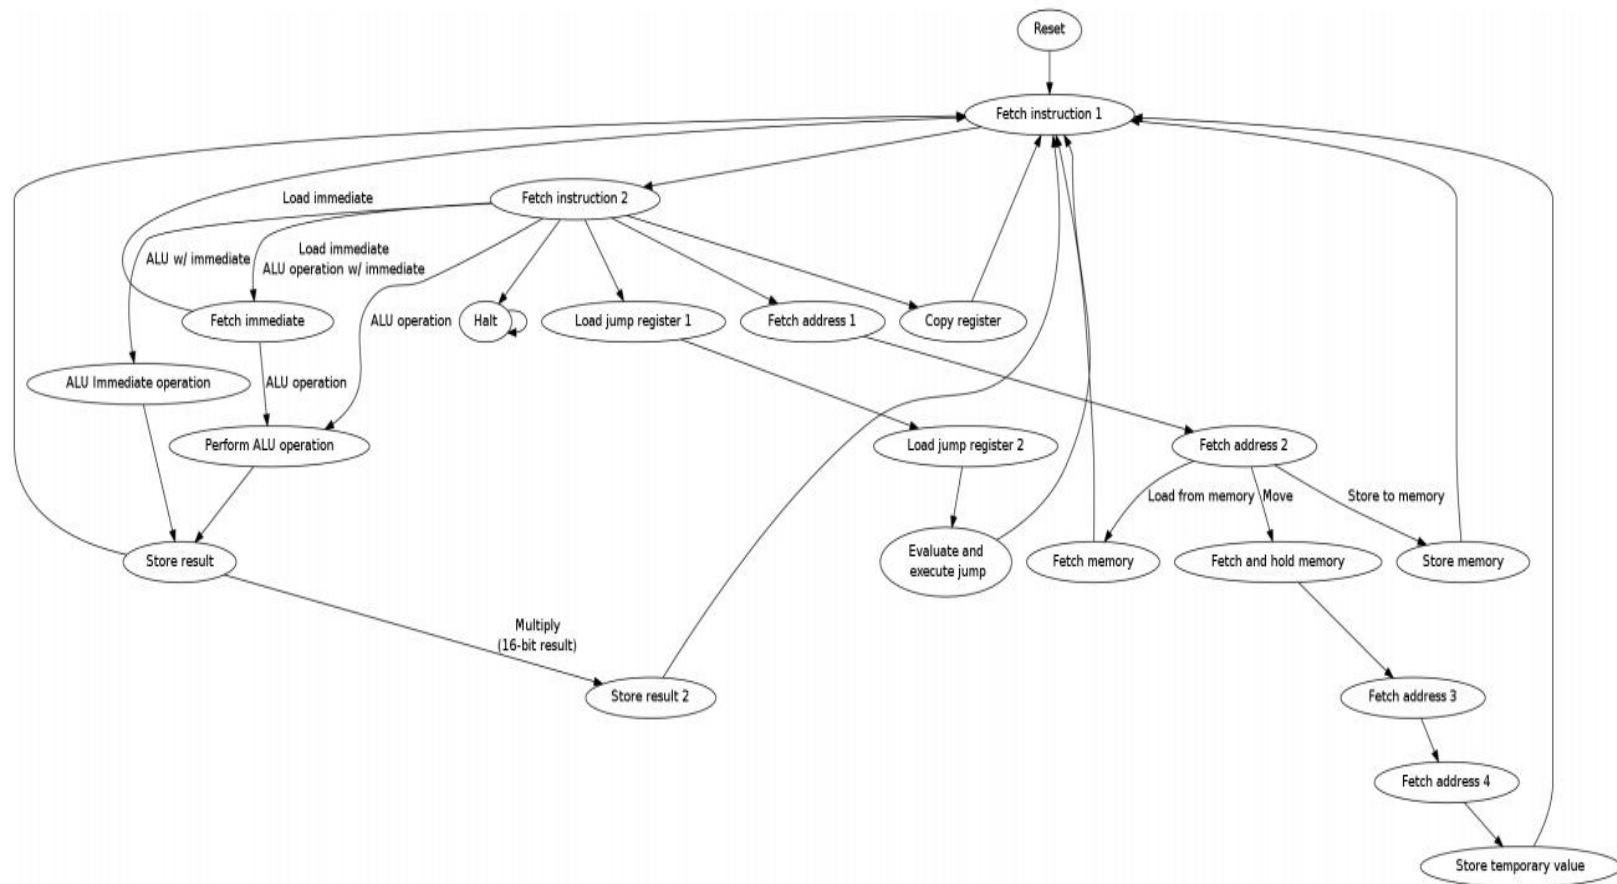 Reset
Fetch instruction 1
Fetch instruction 2
Load immediate
ALU w/ immediate
Load immediate
ALU operation w/ immediate
Fetch immediate
ALU operation
Halt
Load jump register 1
Fetch address 1
Copy register
ALU Immediate operation
ALU operation
Perform ALU operation
Load jump register 2
Fetch address 2
Load from memory
Move
Store to memory
Store result
Evaluate and
execute jump
Fetch memory
Fetch and hold memory
Store memory
Multiply
(16-bit result)
Store result 2
Fetch address 3
Fetch address 4
Store temporary value